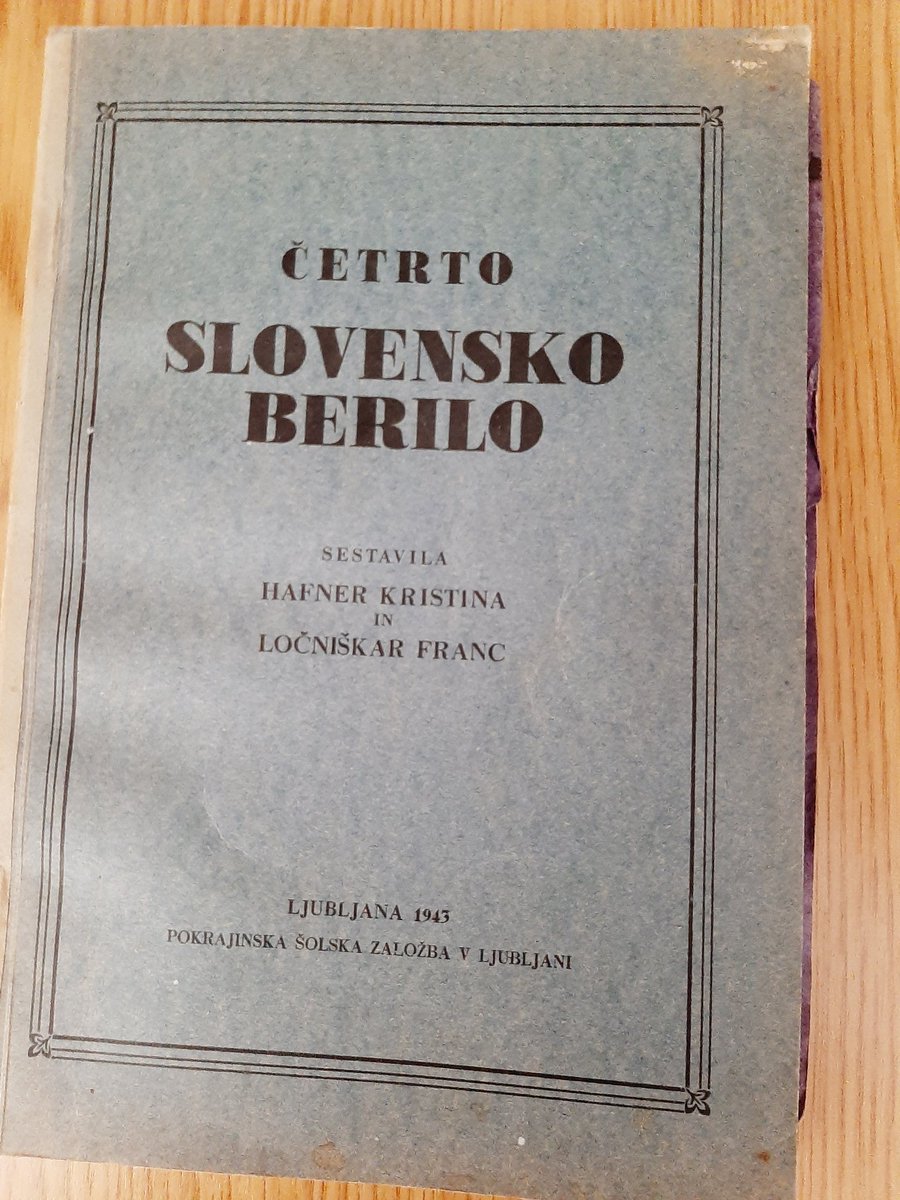 ČETRTO
SLOVENSKO
BERILO
SESTAVILA
HAFNER KRISTINA
IN
LOČNIŠKAR FRANC
LJUBLJANA 1943
POKRAJINSKA ŠOLSKA ZALOŽBA V LJUBLJANI